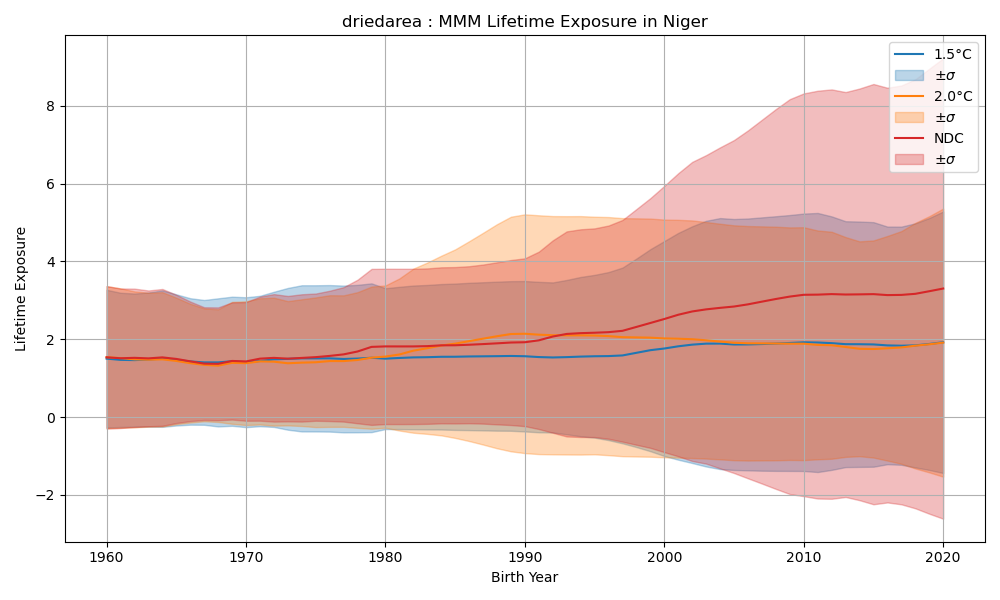 driedarea : MMM Lifetime Exposure in Niger
1.5°C
±σ
2.0°C
±σ
NDC
±σ
8
6
4
2
0
−2
Lifetime Exposure
1960 1970 1980 1990 2000 2010 2020
Birth Year